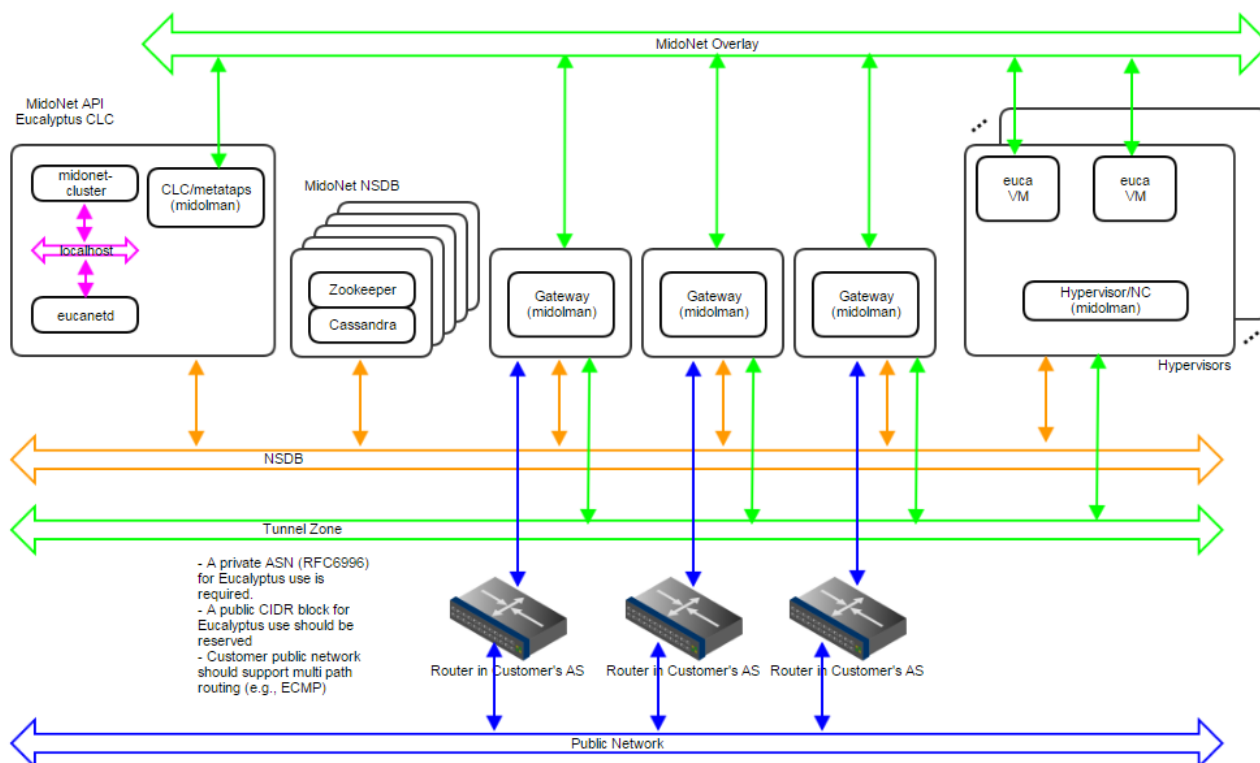 MidoNet Overlay
MidoNet API
Eucalyptus CLC
midonet-
cluster
CLC/metataps
(midolman)
localhost
eucanetd
MidoNet NSDB
Zookeeper
Cassandra
Gateway
(midolman)
Gateway
(midolman)
Gateway
(midolman)
euca
VM
euca
VM
Hypervisor/NC
(midolman)
Hypervisors
NSDB
Tunnel Zone
- A private ASN (RFC6996)
for Eucalyptus use is
required.
- A public CIDR block for
Eucalyptus use should be
reserved
- Customer public network
should support multi path
routing (e.g., ECMP)
Router in Customer's AS
Router in Customer's AS
Router in Customer's AS
Public Network